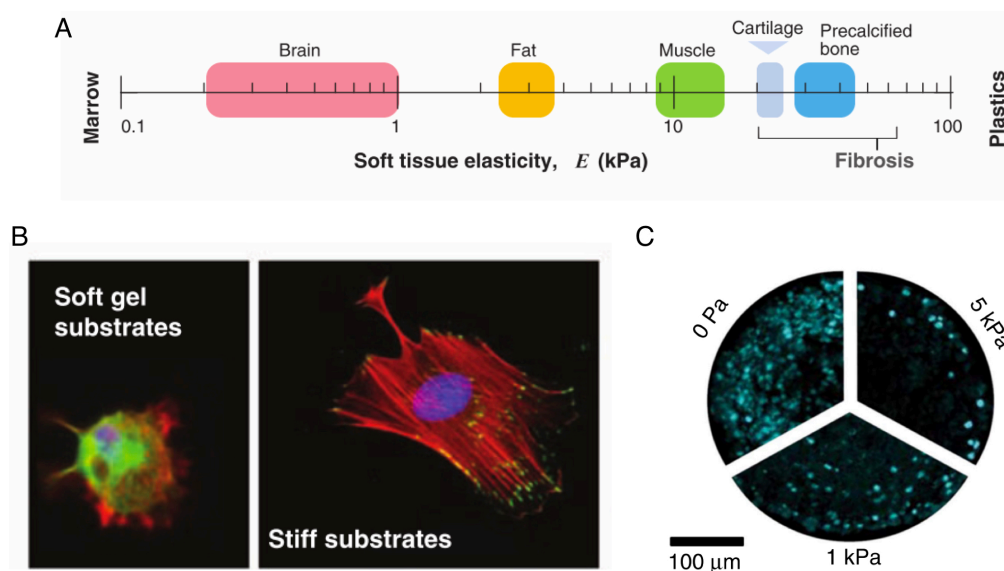 A
Brain
Fat
Muscle
Cartilage
Precalcified
bone
Marrow
Plastics
0.1
1
10
100
Soft tissue elasticity, E (kPa)
Fibrosis
B
Soft gel
substrates
Stiff substrates
C
0 Pa
5 kPa
1 kPa
100 μm